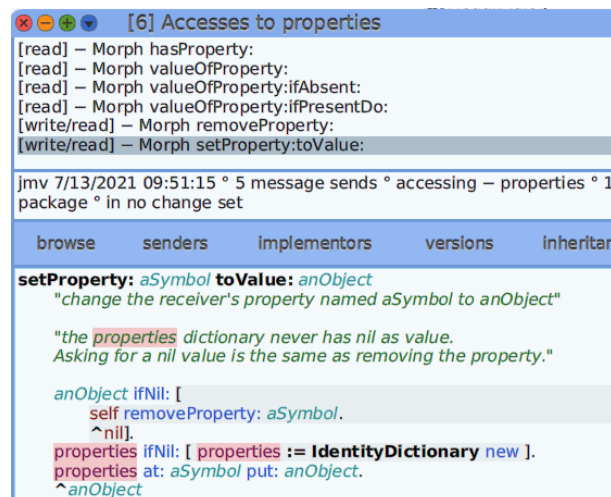 [6] Accesses to properties
[read] – Morph hasProperty:
[read] – Morph valueOfProperty:
[read] – Morph valueOfProperty:ifAbsent:
[read] – Morph valueOfProperty:ifPresentDo:
[write/read] – Morph removeProperty:
[write/read] – Morph setProperty:toValue:
jmv 7/13/2021 09:51:15 ° 5 message sends ° accessing – properties ° 1
package ° in no change set
browse senders implementors versions inheritan
setProperty: aSymbol toValue: anObject
"change the receiver's property named aSymbol to anObject"
"the properties dictionary never has nil as value.
Asking for a nil value is the same as removing the property."
anObject ifNil: [
self removeProperty: aSymbol.
^nil].
properties ifNil: [ properties := IdentityDictionary new ].
properties at: aSymbol put: anObject.
^anObject